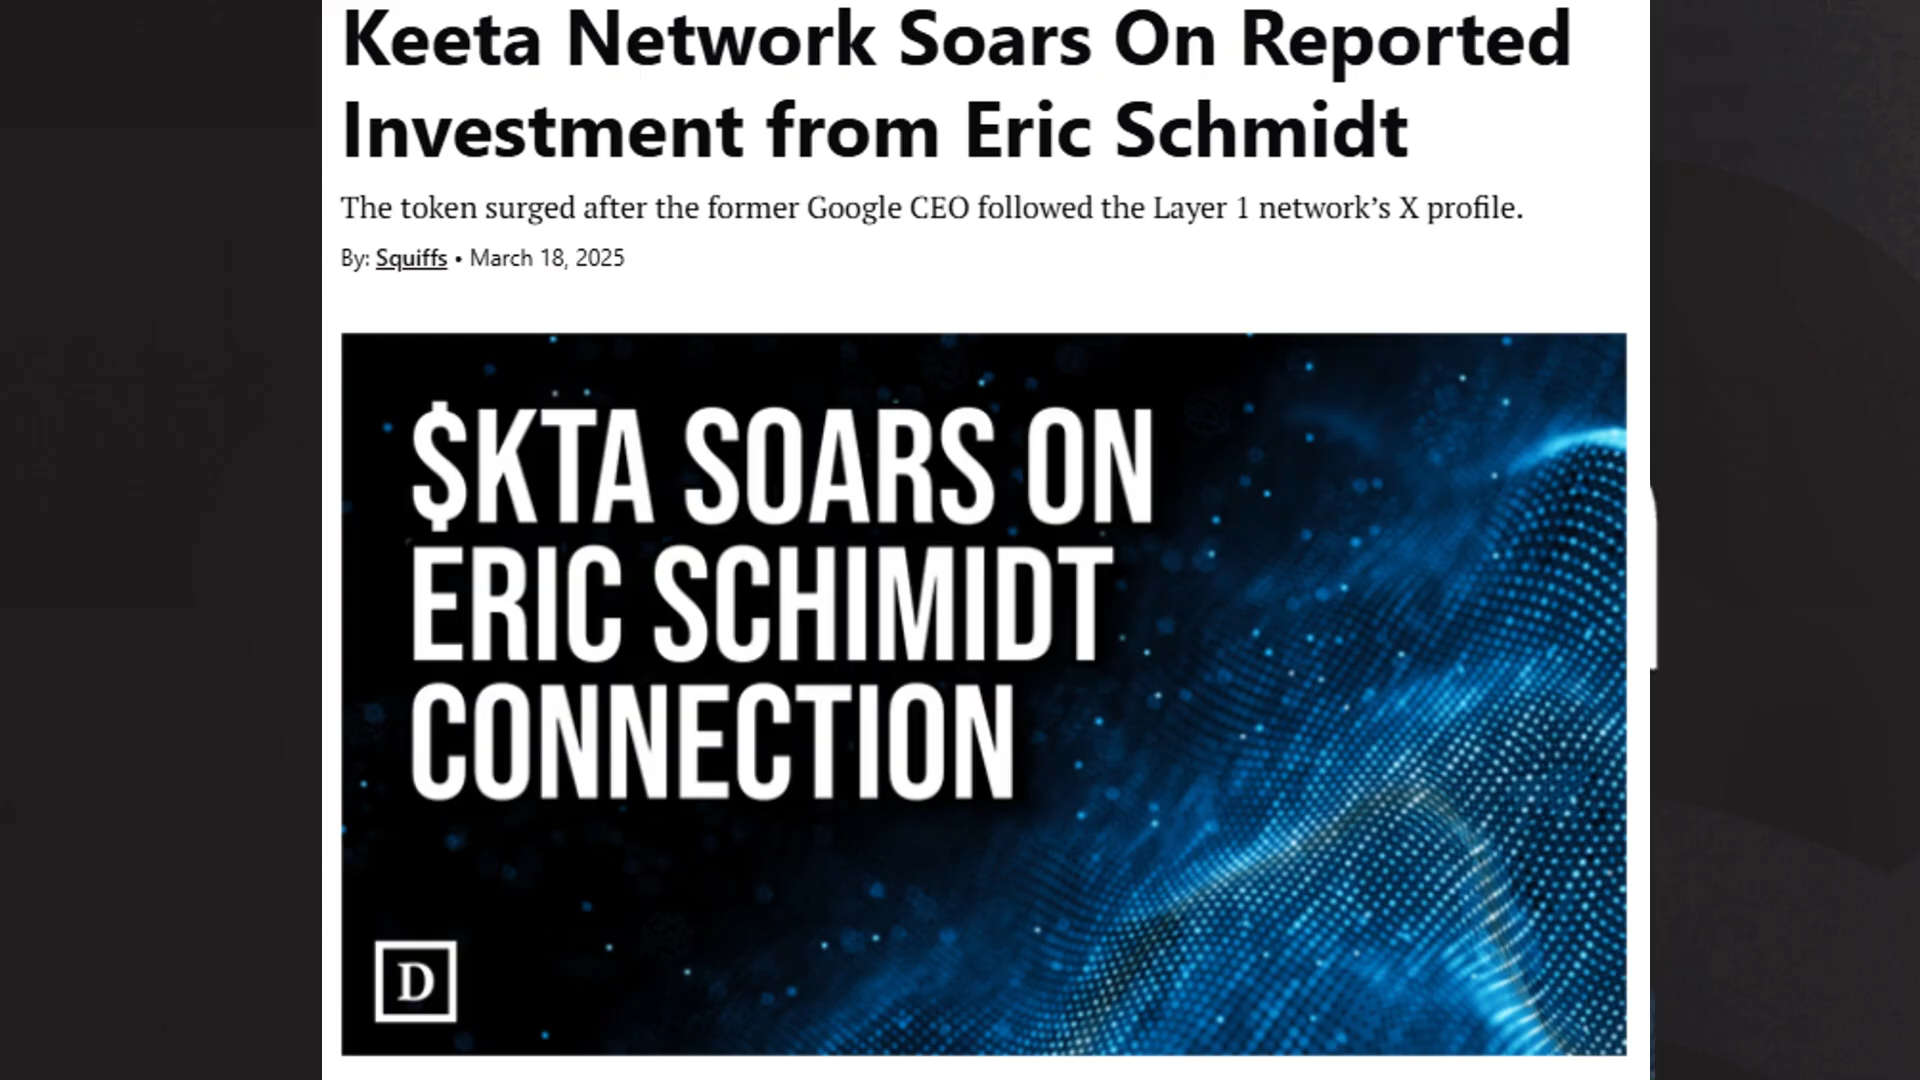 Keeta Network Soars On Reported
Investment from Eric Schmidt
The token surged after the former Google CEO followed the Layer 1 network’s X profile.
By: Squiffs • March 18, 2025
$KTA SOARS ON
ERIC SCHIMIDT
CONNECTION
D